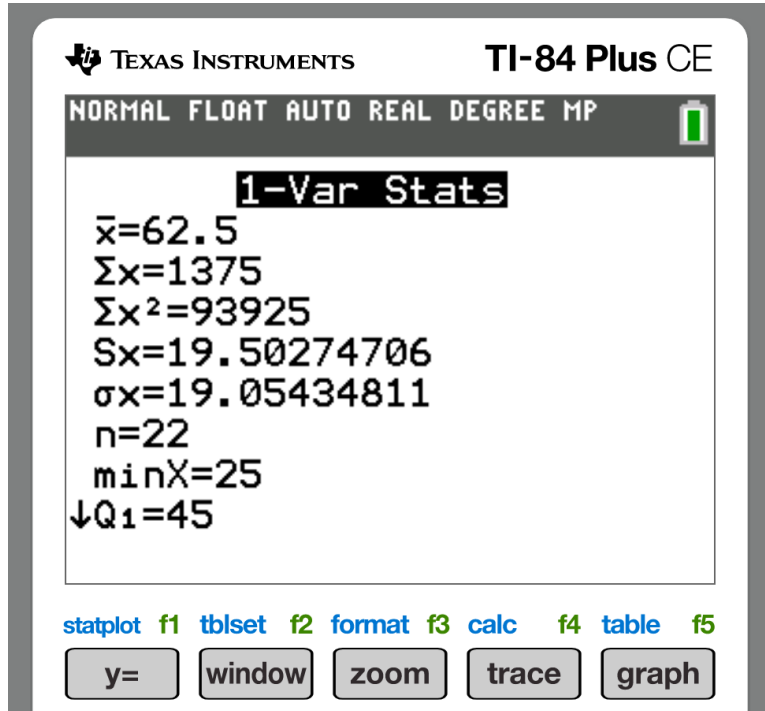 TEXAS INSTRUMENTS TI-84 Plus CE
NORMAL FLOAT AUTO REAL DEGREE MP
1-Var Stats
x̄=62.5
Σx=1375
Σx²=93925
Sx=19.50274706
σx=19.05434811
n=22
minX=25
↓Q₁=45
statplot f1 tblset f2 format f3 calc f4 table f5
y= window zoom trace graph